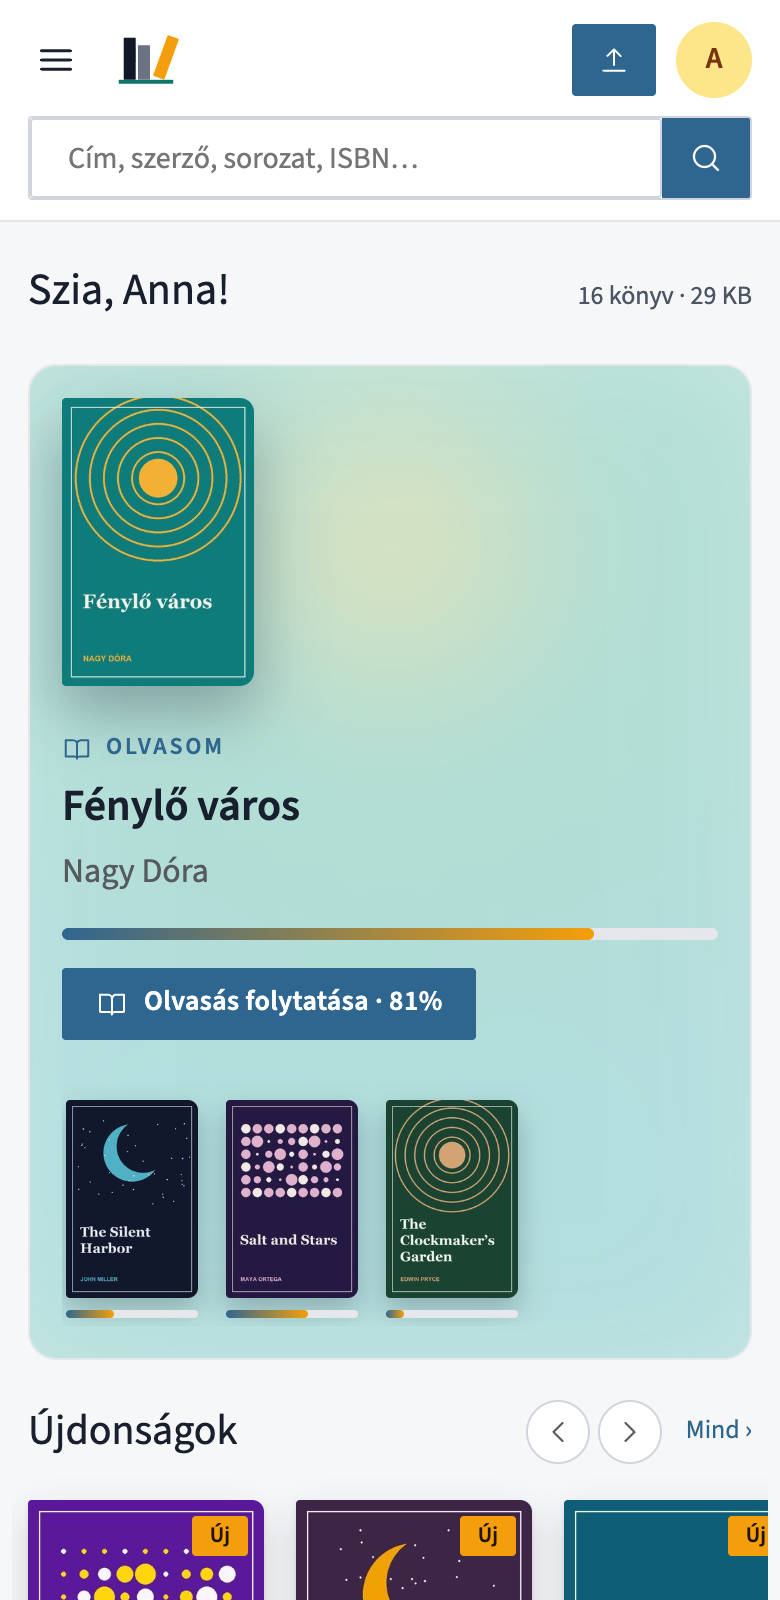 A
Cím, szerző, sorozat, ISBN…
Szia, Anna!
16 könyv · 29 KB
Fénylő város
NAGY DÓRA
OLVASOM
Fénylő város
Nagy Dóra
Olvasás folytatása · 81%
The Silent
Harbor
JOHN MILLER
Salt and Stars
MAYA ORTEGA
The
Clockmaker's
Garden
EDWIN PRYCE
Újdonságok
Mind ›
Új
Új
Új